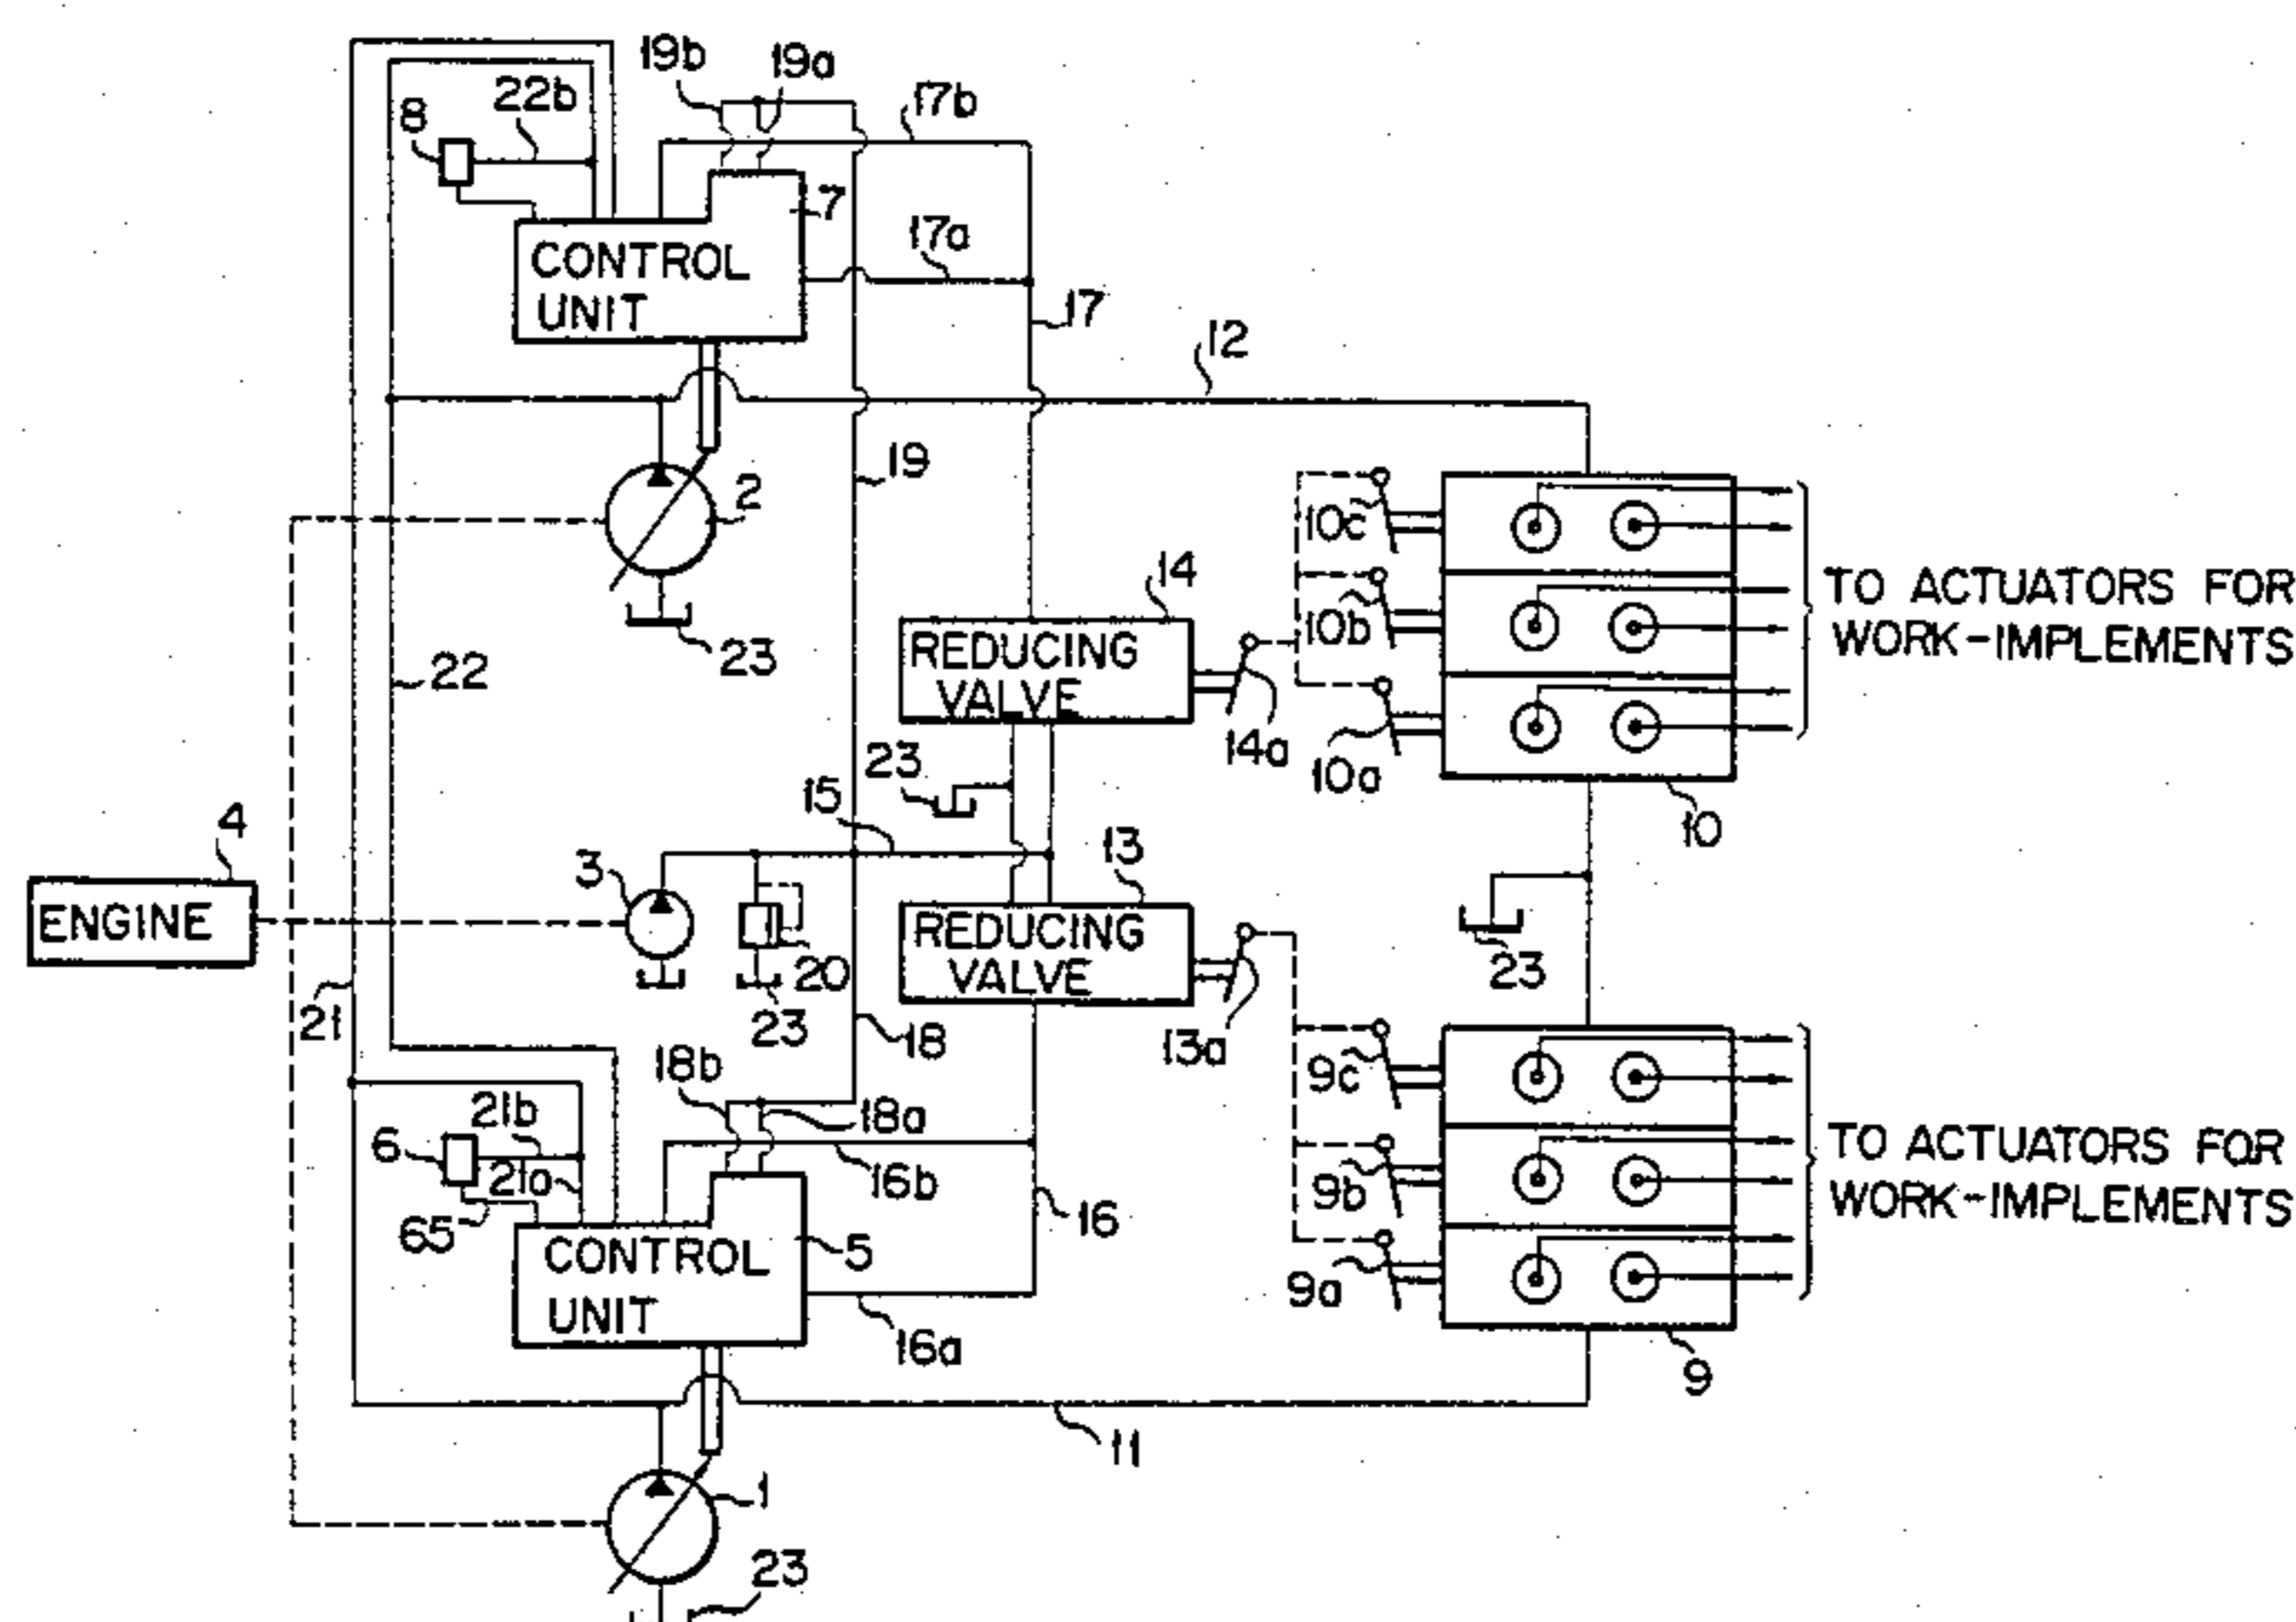 19b
19a
17b
22b
8
7
CONTROL
UNIT
17a
17
12
19
2
10c
14
TO ACTUATORS FOR
WORK-IMPLEMENTS
10b
REDUCING
VALVE
23
22
14a
10a
23
15
10
4
3
13
ENGINE
REDUCING
VALVE
20
23
23
21
18
13a
9c
18b
21b
18a
6
TO ACTUATORS FOR
WORK-IMPLEMENTS
21a
16b
9b
65
16
CONTROL
UNIT
5
9a
16a
9
11
1
23